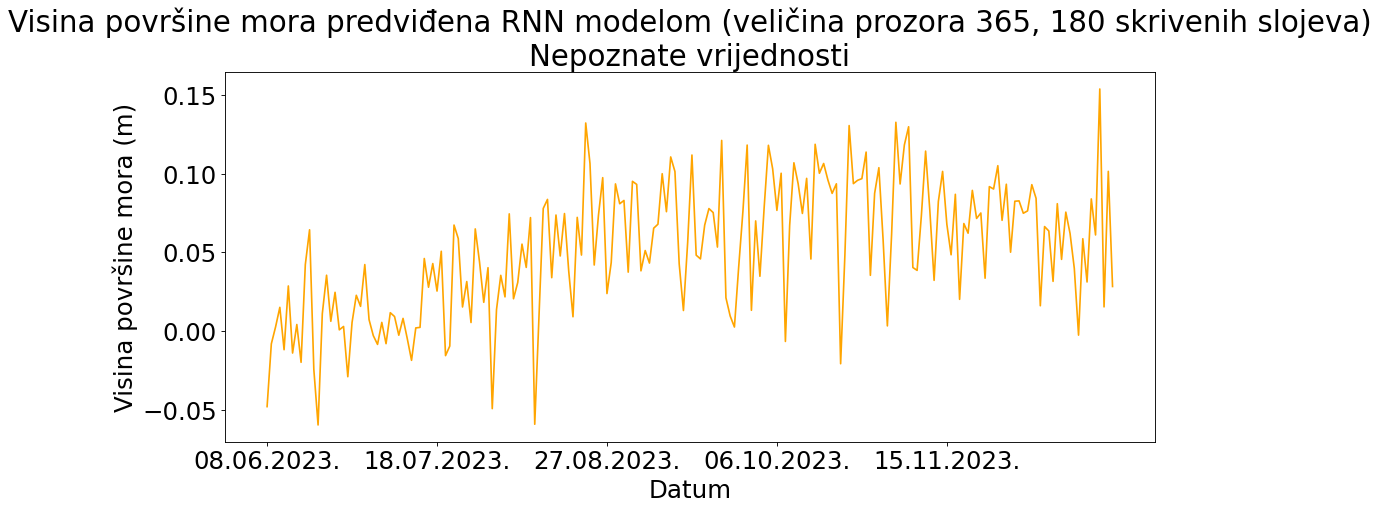 Visina površine mora predviđena RNN modelom (veličina prozora 365, 180 skrivenih slojeva)
Nepoznate vrijednosti
Visina površine mora (m)
0.15
0.10
0.05
0.00
−0.05
08.06.2023. 18.07.2023. 27.08.2023. 06.10.2023. 15.11.2023.
Datum